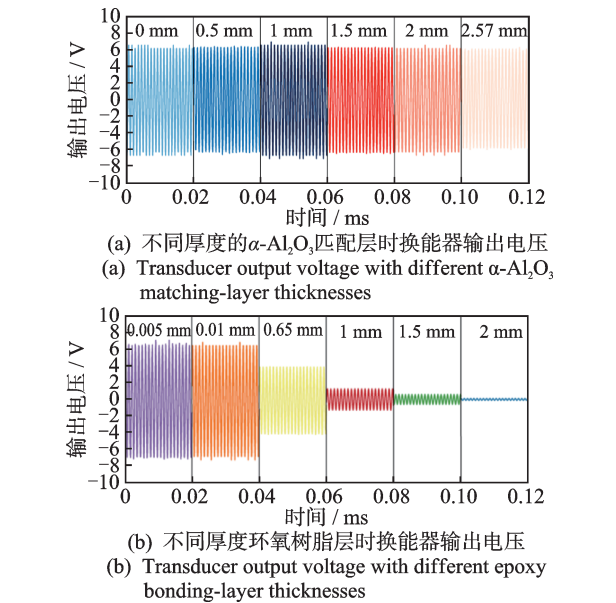 10
8
6
4
2
0
−2
−4
−6
−8
−10
输出电压 / V
0 mm 0.5 mm 1 mm 1.5 mm 2 mm 2.57 mm
0 0.02 0.04 0.06 0.08 0.10 0.12
时间 / ms
(a) 不同厚度的α-Al₂O₃匹配层时换能器输出电压
(a) Transducer output voltage with different α-Al₂O₃
matching-layer thicknesses
10
8
6
4
2
0
−2
−4
−6
−8
−10
输出电压 / V
0.005 mm 0.01 mm 0.65 mm 1 mm 1.5 mm 2 mm
0 0.02 0.04 0.06 0.08 0.10 0.12
时间 / ms
(b) 不同厚度环氧树脂层时换能器输出电压
(b) Transducer output voltage with different epoxy
bonding-layer thicknesses